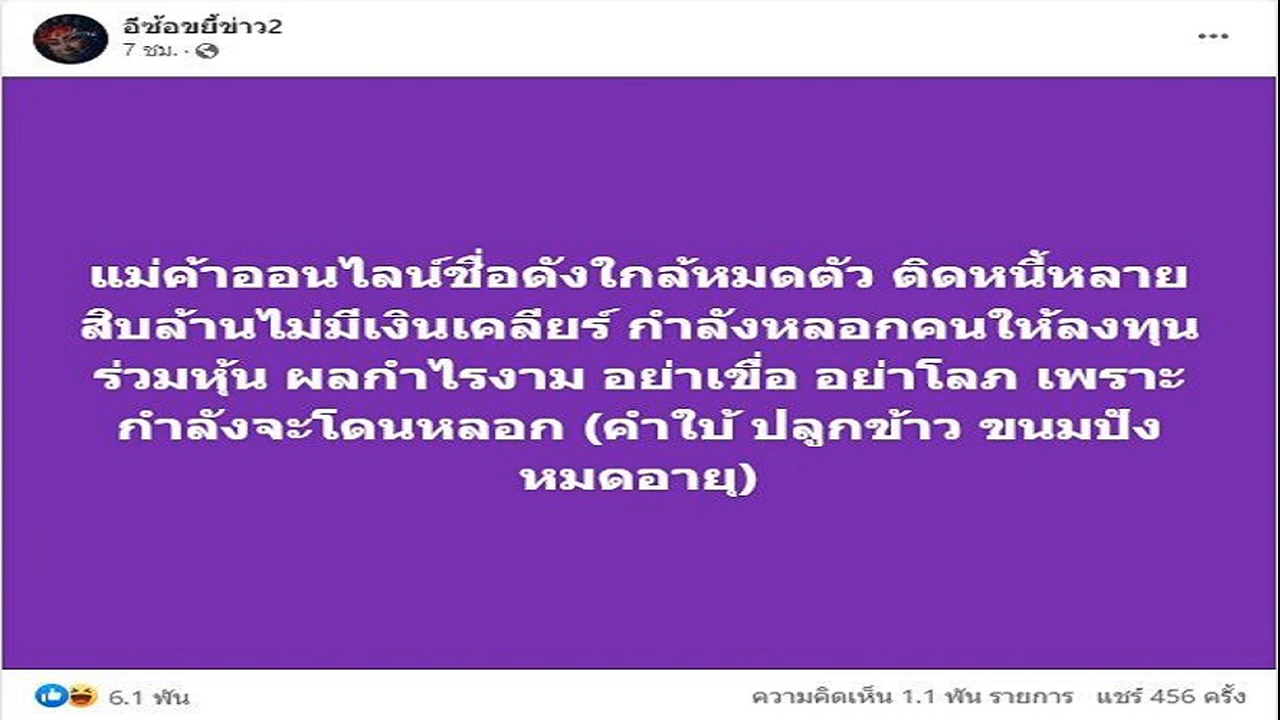 อีซ้อขยี้ข่าว2
7 ชม. ·
แม่ค้าออนไลน์ชื่อดังใกล้หมดตัว ติดหนี้หลาย
สิบล้านไม่มีเงินเคลียร์ กำลังหลอกคนให้ลงทุน
ร่วมหุ้น ผลกำไรงาม อย่าเชื่อ อย่าโลภ เพราะ
กำลังจะโดนหลอก (คำใบ้ ปลูกข้าว ขนมปัง
หมดอายุ)
6.1 พัน
ความคิดเห็น 1.1 พัน รายการ แชร์ 456 ครั้ง